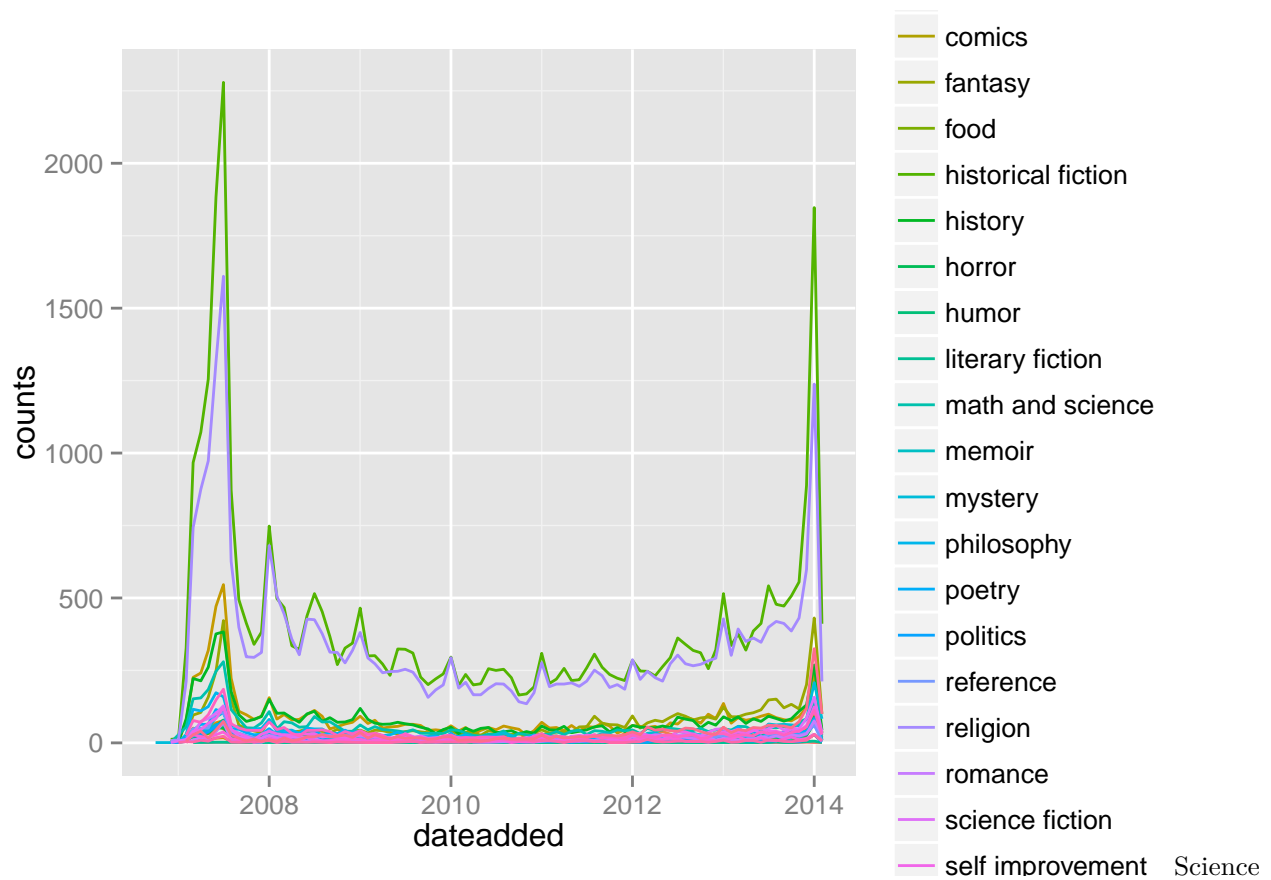 comics
fantasy
food
historical fiction
history
horror
humor
literary fiction
math and science
memoir
mystery
philosophy
poetry
politics
reference
religion
romance
science fiction
self improvement Science
counts
2000
1500
1000
500
0
2008 2010 2012 2014
dateadded